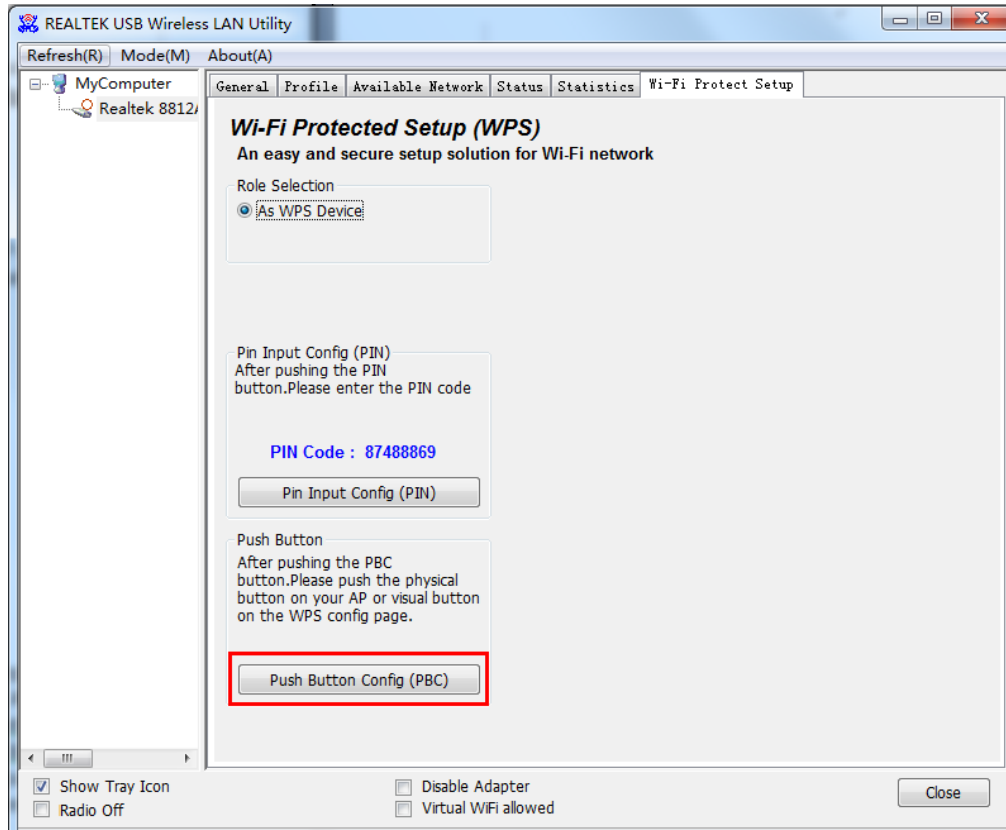 REALTEK USB Wireless LAN Utility
Refresh(R) Mode(M) About(A)
MyComputer
Realtek 8812A
General Profile Available Network Status Statistics Wi-Fi Protect Setup
Wi-Fi Protected Setup (WPS)
An easy and secure setup solution for Wi-Fi network
Role Selection
As WPS Device
Pin Input Config (PIN)
After pushing the PIN
button.Please enter the PIN code
PIN Code : 87488869
Pin Input Config (PIN)
Push Button
After pushing the PBC
button.Please push the physical
button on your AP or visual button
on the WPS config page.
Push Button Config (PBC)
Show Tray Icon
Radio Off
Disable Adapter
Virtual WiFi allowed
Close